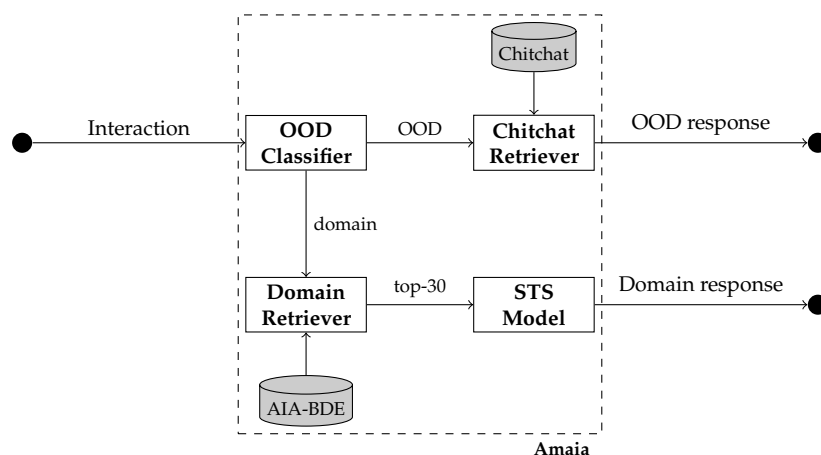 Chitchat
Interaction
OOD
Classifier
OOD
Chitchat
Retriever
OOD response
domain
Domain
Retriever
top-30
STS
Model
Domain response
AIA-BDE
Amaia